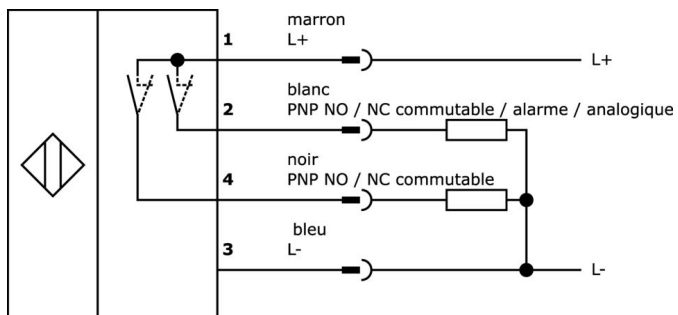 marron
1 L+
L+
blanc
2 PNP NO / NC commutable / alarme / analogique
noir
4 PNP NO / NC commutable
bleu
3 L-
L-